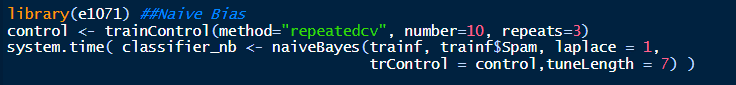 library(e1071) ##Naive Bias
control <- trainControl(method="repeatedcv", number=10, repeats=3)
system.time( classifier_nb <- naiveBayes(trainf, trainf$Spam, laplace = 1,
trControl = control,tuneLength = 7) )